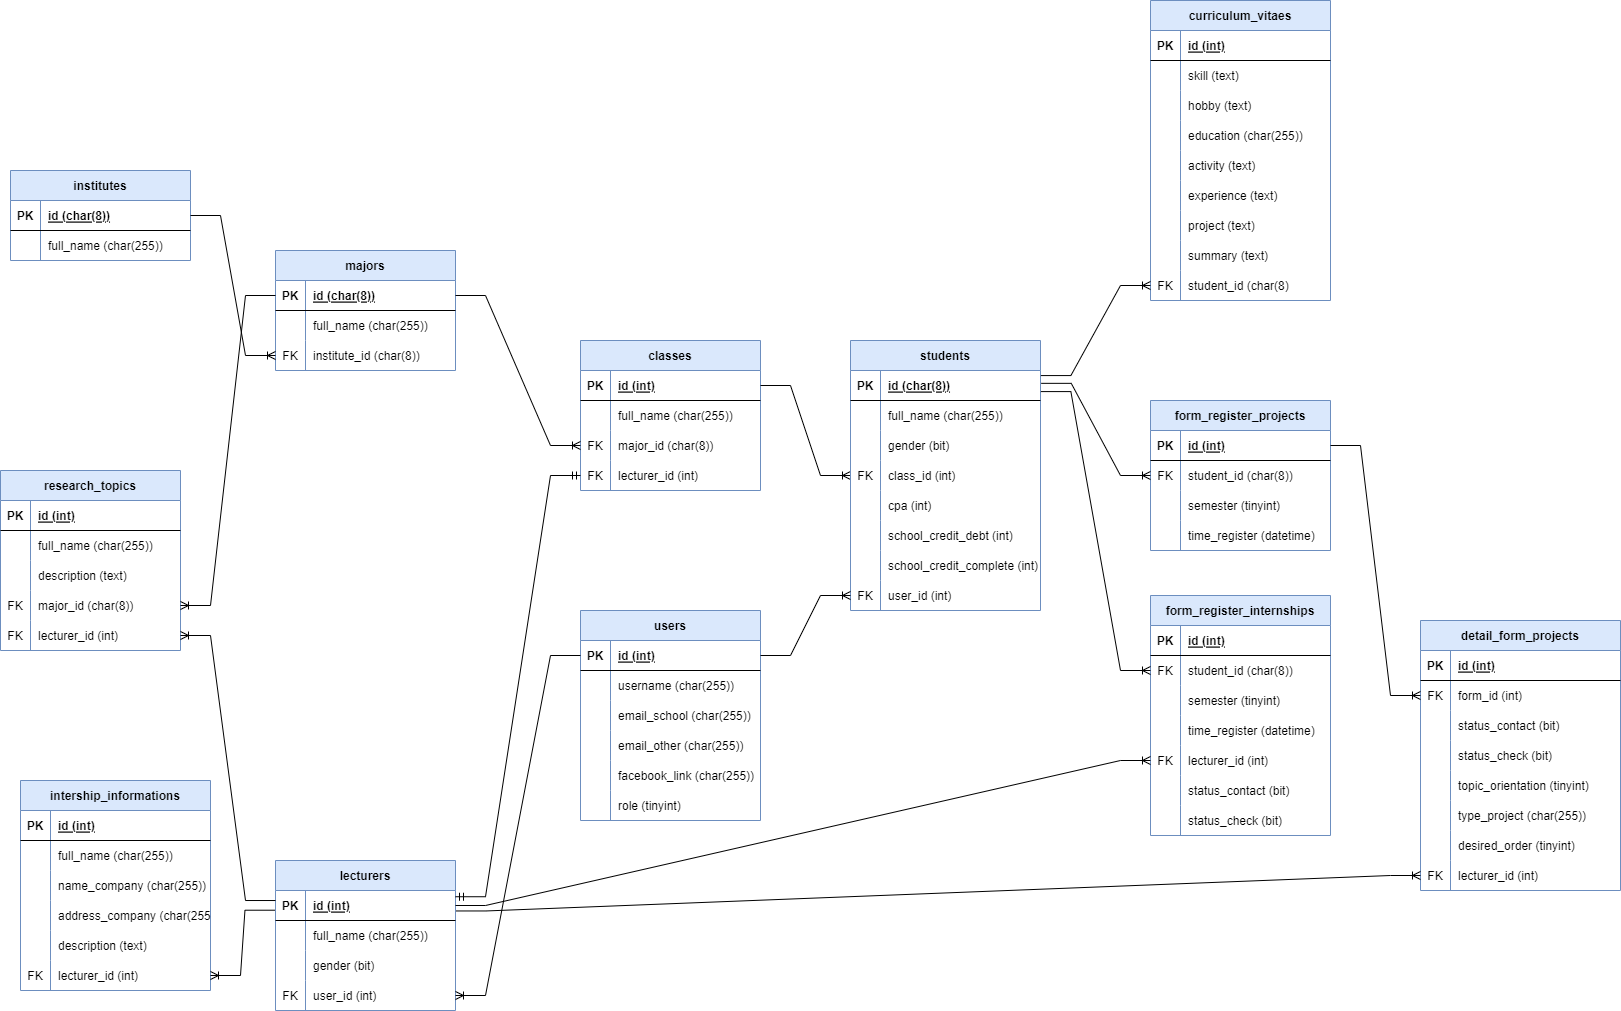 curriculum_vitaes
PK id (int)
skill (text)
hobby (text)
education (char(255))
activity (text)
experience (text)
project (text)
summary (text)
FK student_id (char(8)
institutes
PK id (char(8))
full_name (char(255))
majors
PK id (char(8))
full_name (char(255))
FK institute_id (char(8))
classes
PK id (int)
full_name (char(255))
FK major_id (char(8))
FK lecturer_id (int)
students
PK id (char(8))
full_name (char(255))
gender (bit)
FK class_id (int)
cpa (int)
school_credit_debt (int)
school_credit_complete (int)
FK user_id (int)
form_register_projects
PK id (int)
FK student_id (char(8))
semester (tinyint)
time_register (datetime)
research_topics
PK id (int)
full_name (char(255))
description (text)
FK major_id (char(8))
FK lecturer_id (int)
users
PK id (int)
username (char(255))
email_school (char(255))
email_other (char(255))
facebook_link (char(255))
role (tinyint)
form_register_internships
PK id (int)
FK student_id (char(8))
semester (tinyint)
time_register (datetime)
FK lecturer_id (int)
status_contact (bit)
status_check (bit)
detail_form_projects
PK id (int)
FK form_id (int)
status_contact (bit)
status_check (bit)
topic_orientation (tinyint)
type_project (char(255))
desired_order (tinyint)
FK lecturer_id (int)
intership_informations
PK id (int)
full_name (char(255))
name_company (char(255))
address_company (char(255
description (text)
FK lecturer_id (int)
lecturers
PK id (int)
full_name (char(255))
gender (bit)
FK user_id (int)